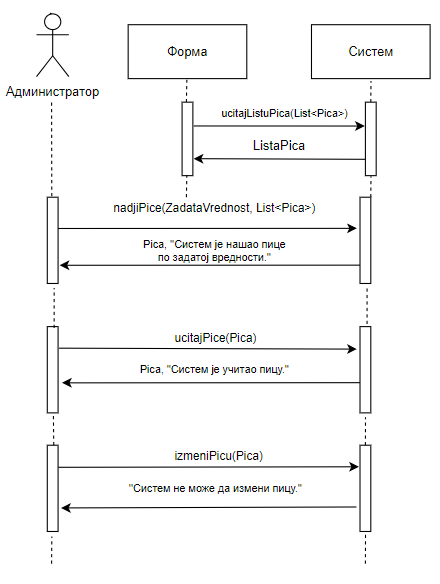 Администратор
Форма
Систем
ucitajListuPica(List<Pica>)
ListaPica
nadjiPice(ZadataVrednost, List<Pica>)
Pica, "Систем је нашао пице
по задатој вредности."
ucitajPice(Pica)
Pica, "Систем је учитао пицу."
izmeniPicu(Pica)
"Систем не може да измени пицу."